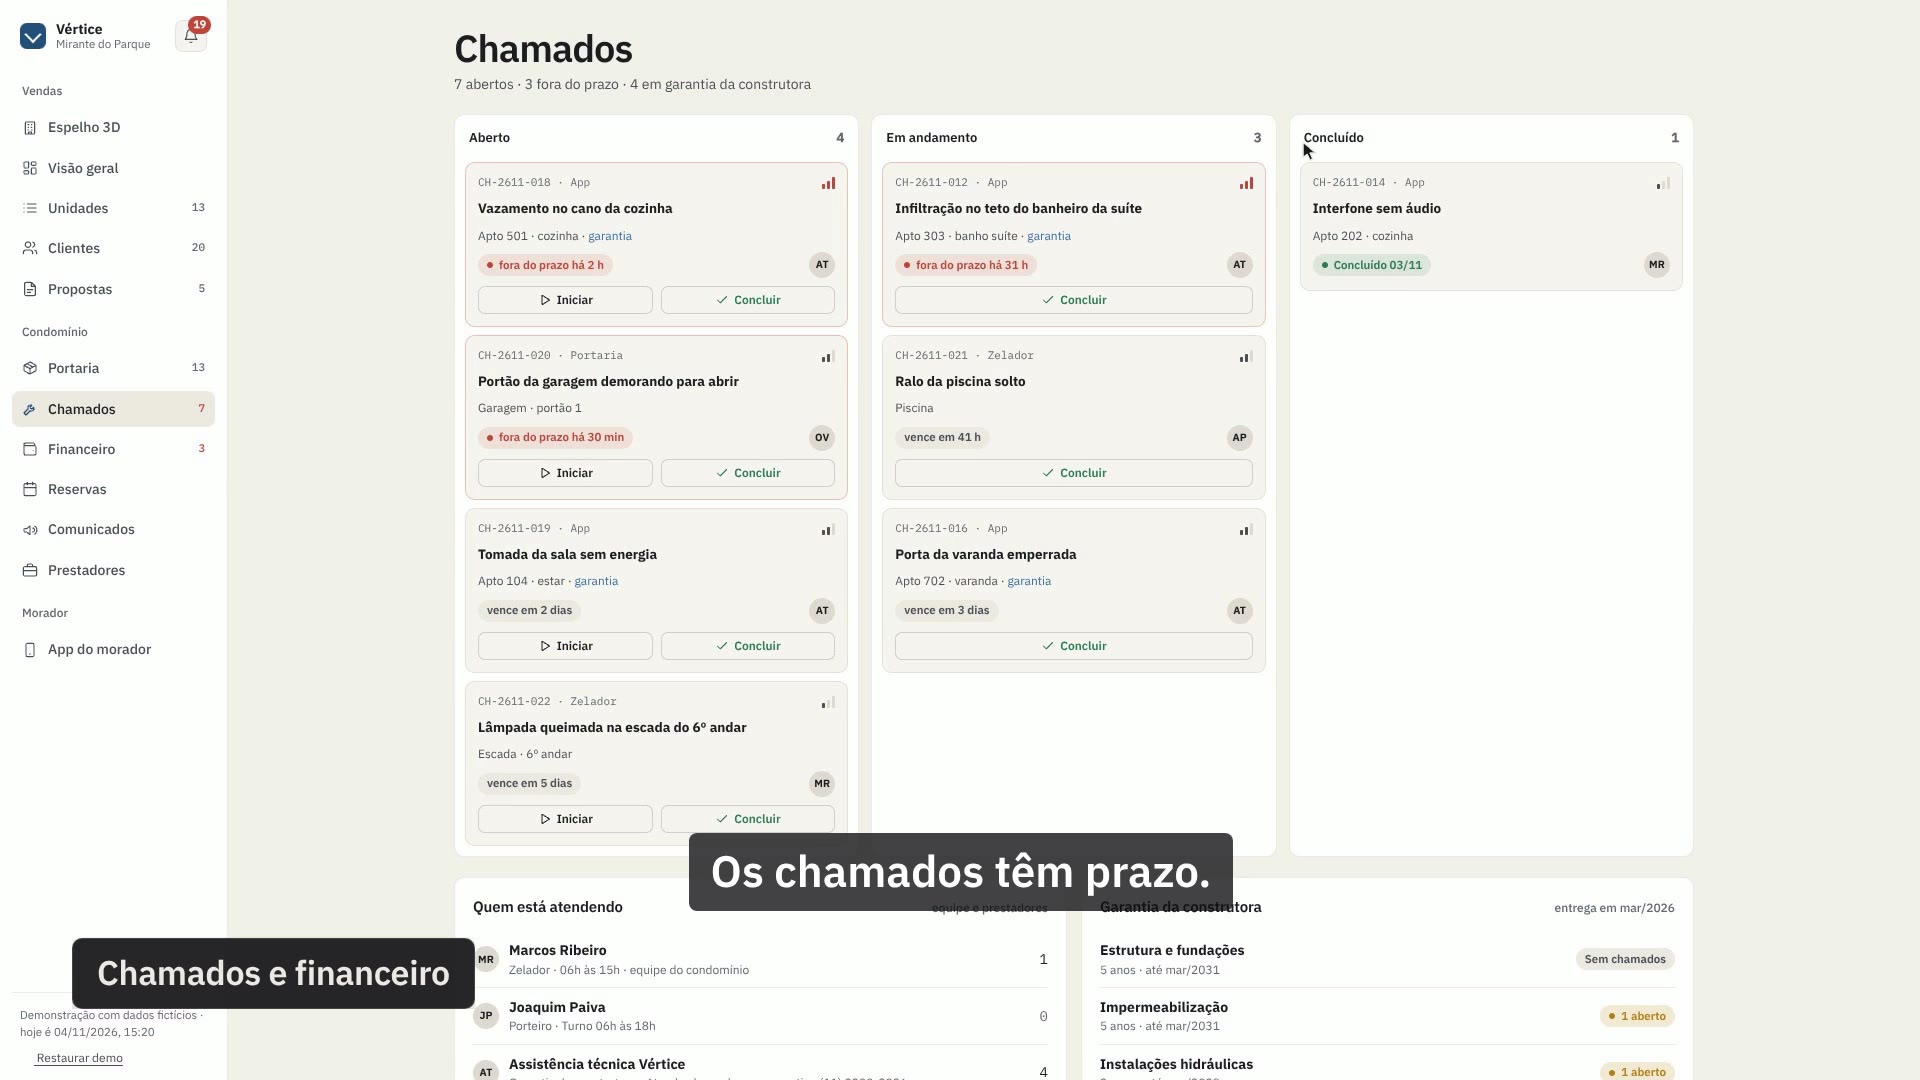 Vértice
Mirante do Parque
19
Vendas
Espelho 3D
Visão geral
Unidades 13
Clientes 20
Propostas 5
Condomínio
Portaria 13
Chamados 7
Financeiro 3
Reservas
Comunicados
Prestadores
Morador
App do morador
Demonstração com dados fictícios ·
hoje é 04/11/2026, 15:20
Restaurar demo
Chamados
7 abertos · 3 fora do prazo · 4 em garantia da construtora
Aberto 4
CH-2611-018 · App
Vazamento no cano da cozinha
Apto 501 · cozinha · garantia
fora do prazo há 2 h AT
Iniciar Concluir
CH-2611-020 · Portaria
Portão da garagem demorando para abrir
Garagem · portão 1
fora do prazo há 30 min OV
Iniciar Concluir
CH-2611-019 · App
Tomada da sala sem energia
Apto 104 · estar · garantia
vence em 2 dias AT
Iniciar Concluir
CH-2611-022 · Zelador
Lâmpada queimada na escada do 6º andar
Escada · 6º andar
vence em 5 dias MR
Iniciar Concluir
Em andamento 3
CH-2611-012 · App
Infiltração no teto do banheiro da suíte
Apto 303 · banho suíte · garantia
fora do prazo há 31 h AT
Concluir
CH-2611-021 · Zelador
Ralo da piscina solto
Piscina
vence em 41 h AP
Concluir
CH-2611-016 · App
Porta da varanda emperrada
Apto 702 · varanda · garantia
vence em 3 dias AT
Concluir
Concluído 1
CH-2611-014 · App
Interfone sem áudio
Apto 202 · cozinha
Concluído 03/11 MR
Os chamados têm prazo.
Quem está atendendo equipe e prestadores
MR Marcos Ribeiro 1
Zelador · 06h às 15h · equipe do condomínio
JP Joaquim Paiva 0
Porteiro · Turno 06h às 18h
AT Assistência técnica Vértice 4
Garantia da construtora entrega em mar/2026
Estrutura e fundações Sem chamados
5 anos · até mar/2031
Impermeabilização 1 aberto
5 anos · até mar/2031
Instalações hidráulicas 1 aberto
Chamados e financeiro